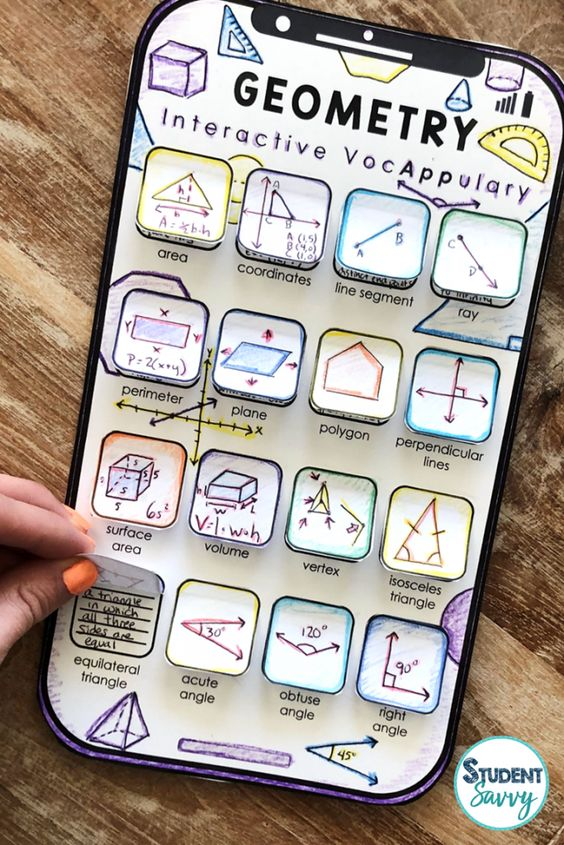 GEOMETRY
Interactive VocAppulary
h
b
A = ½ b·h
area
A
B
C
A (1,5)
B (4,0)
C (1,0)
coordinates
A
B
line segment
C
D
ray
x
y
y
x
P = 2(x+y)
perimeter
plane
polygon
perpendicular
lines
y
x
s
s
s
s
s
6s²
surface
area
h
w
l
V = l·w·h
volume
vertex
isosceles
triangle
a triangle
in which
all three
sides are
equal
equilateral
triangle
30°
acute
angle
120°
obtuse
angle
90°
right
angle
45°
STUDENT
Savvy